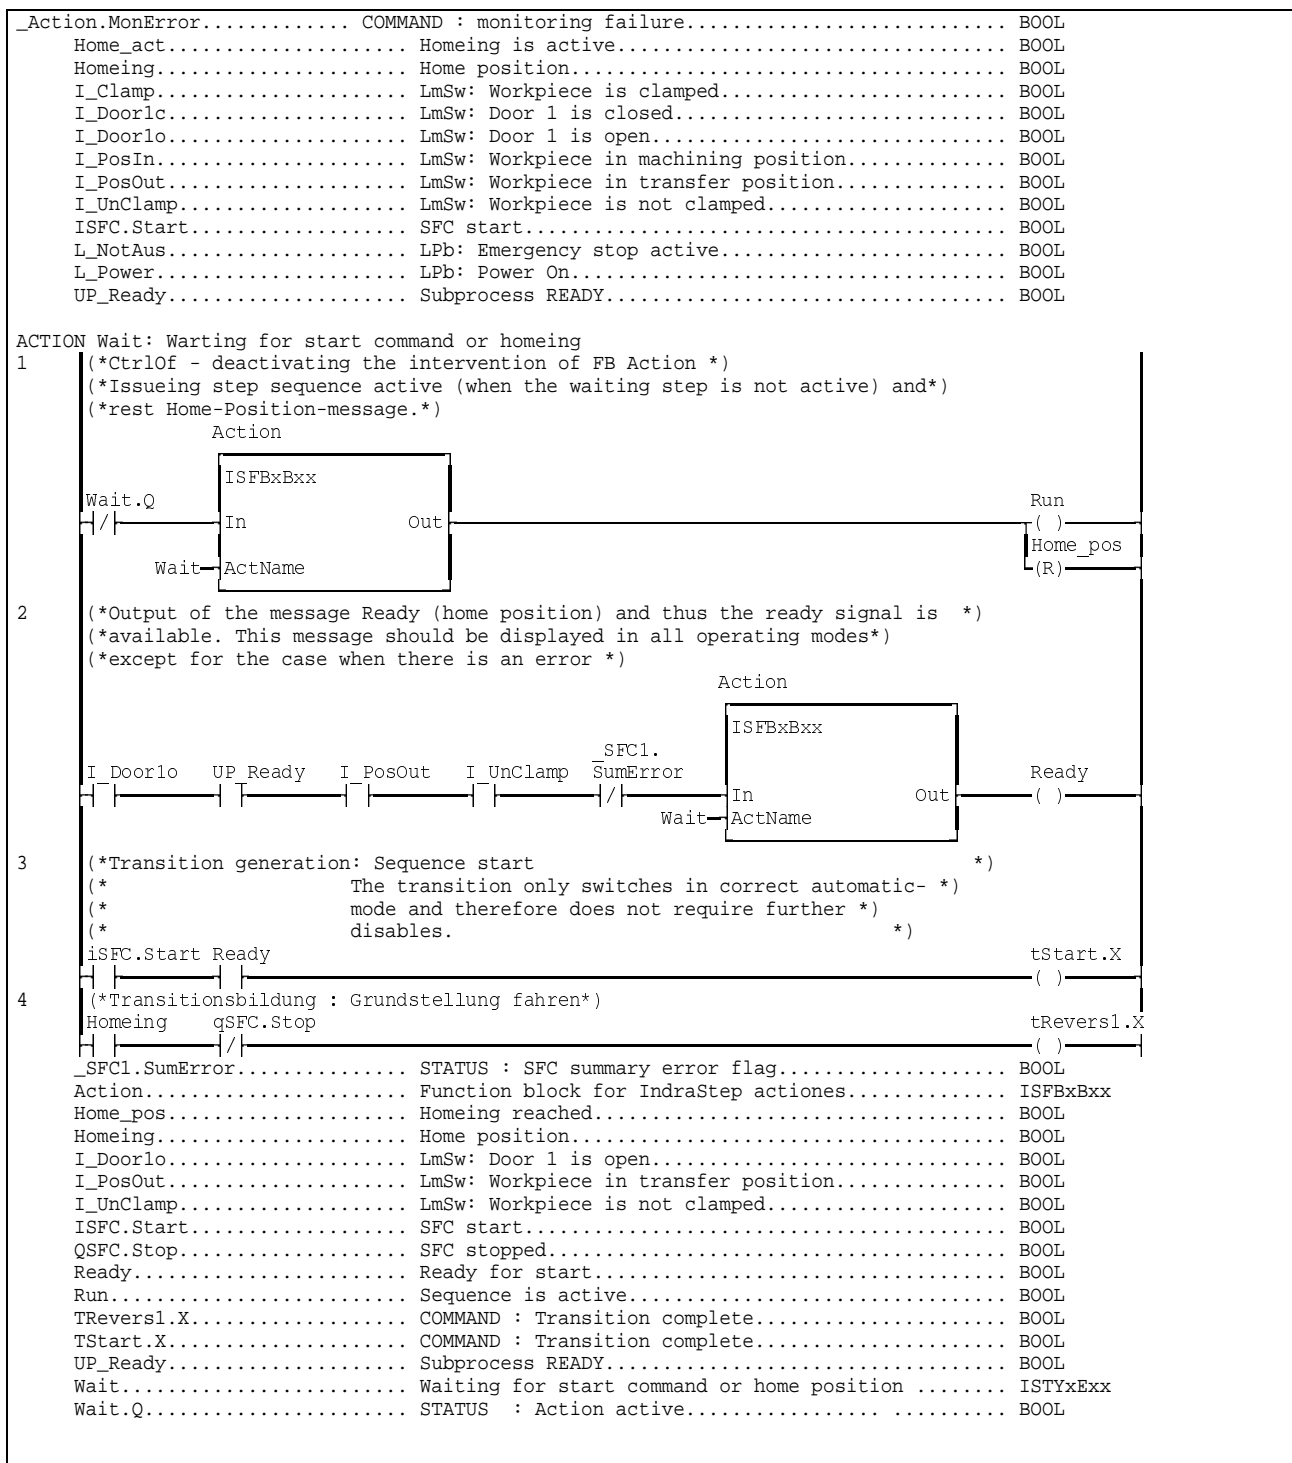 _Action.MonError............. COMMAND : monitoring failure............................ BOOL
Home_act..................... Homeing is active.................................. BOOL
Homeing...................... Home position...................................... BOOL
I_Clamp...................... LmSw: Workpiece is clamped......................... BOOL
I_Door1c..................... LmSw: Door 1 is closed............................. BOOL
I_Door1o..................... LmSw: Door 1 is open............................... BOOL
I_PosIn...................... LmSw: Workpiece in machining position.............. BOOL
I_PosOut..................... LmSw: Workpiece in transfer position............... BOOL
I_UnClamp.................... LmSw: Workpiece is not clamped..................... BOOL
ISFC.Start................... SFC start.......................................... BOOL
L_NotAus..................... LPb: Emergency stop active......................... BOOL
L_Power...................... LPb: Power On...................................... BOOL
UP_Ready..................... Subprocess READY................................... BOOL
ACTION Wait: Warting for start command or homeing
1 (*CtrlOf - deactivating the intervention of FB Action *)
(*Issueing step sequence active (when the waiting step is not active) and*)
(*rest Home-Position-message.*)
Action
ISFBxBxx
Wait.Q Run
/ In Out ( )
Home_pos
Wait ActName (R)
2 (*Output of the message Ready (home position) and thus the ready signal is *)
(*available. This message should be displayed in all operating modes*)
(*except for the case when there is an error *)
Action
ISFBxBxx
_SFC1.
I_Door1o UP_Ready I_PosOut I_UnClamp SumError Ready
/ In Out ( )
Wait ActName
3 (*Transition generation: Sequence start *)
(* The transition only switches in correct automatic- *)
(* mode and therefore does not require further *)
(* disables. *)
iSFC.Start Ready tStart.X
( )
4 (*Transitionsbildung : Grundstellung fahren*)
Homeing qSFC.Stop tRevers1.X
/ ( )
_SFC1.SumError............... STATUS : SFC summary error flag.................... BOOL
Action....................... Function block for IndraStep actiones.............. ISFBxBxx
Home_pos..................... Homeing reached.................................... BOOL
Homeing...................... Home position...................................... BOOL
I_Door1o..................... LmSw: Door 1 is open............................... BOOL
I_PosOut..................... LmSw: Workpiece in transfer position............... BOOL
I_UnClamp.................... LmSw: Workpiece is not clamped..................... BOOL
ISFC.Start................... SFC start.......................................... BOOL
QSFC.Stop.................... SFC stopped........................................ BOOL
Ready........................ Ready for start.................................... BOOL
Run.......................... Sequence is active................................. BOOL
TRevers1.X................... COMMAND : Transition complete...................... BOOL
TStart.X..................... COMMAND : Transition complete...................... BOOL
UP_Ready..................... Subprocess READY................................... BOOL
Wait......................... Waiting for start command or home position ........ ISTYxExx
Wait.Q....................... STATUS  : Action active................. .......... BOOL